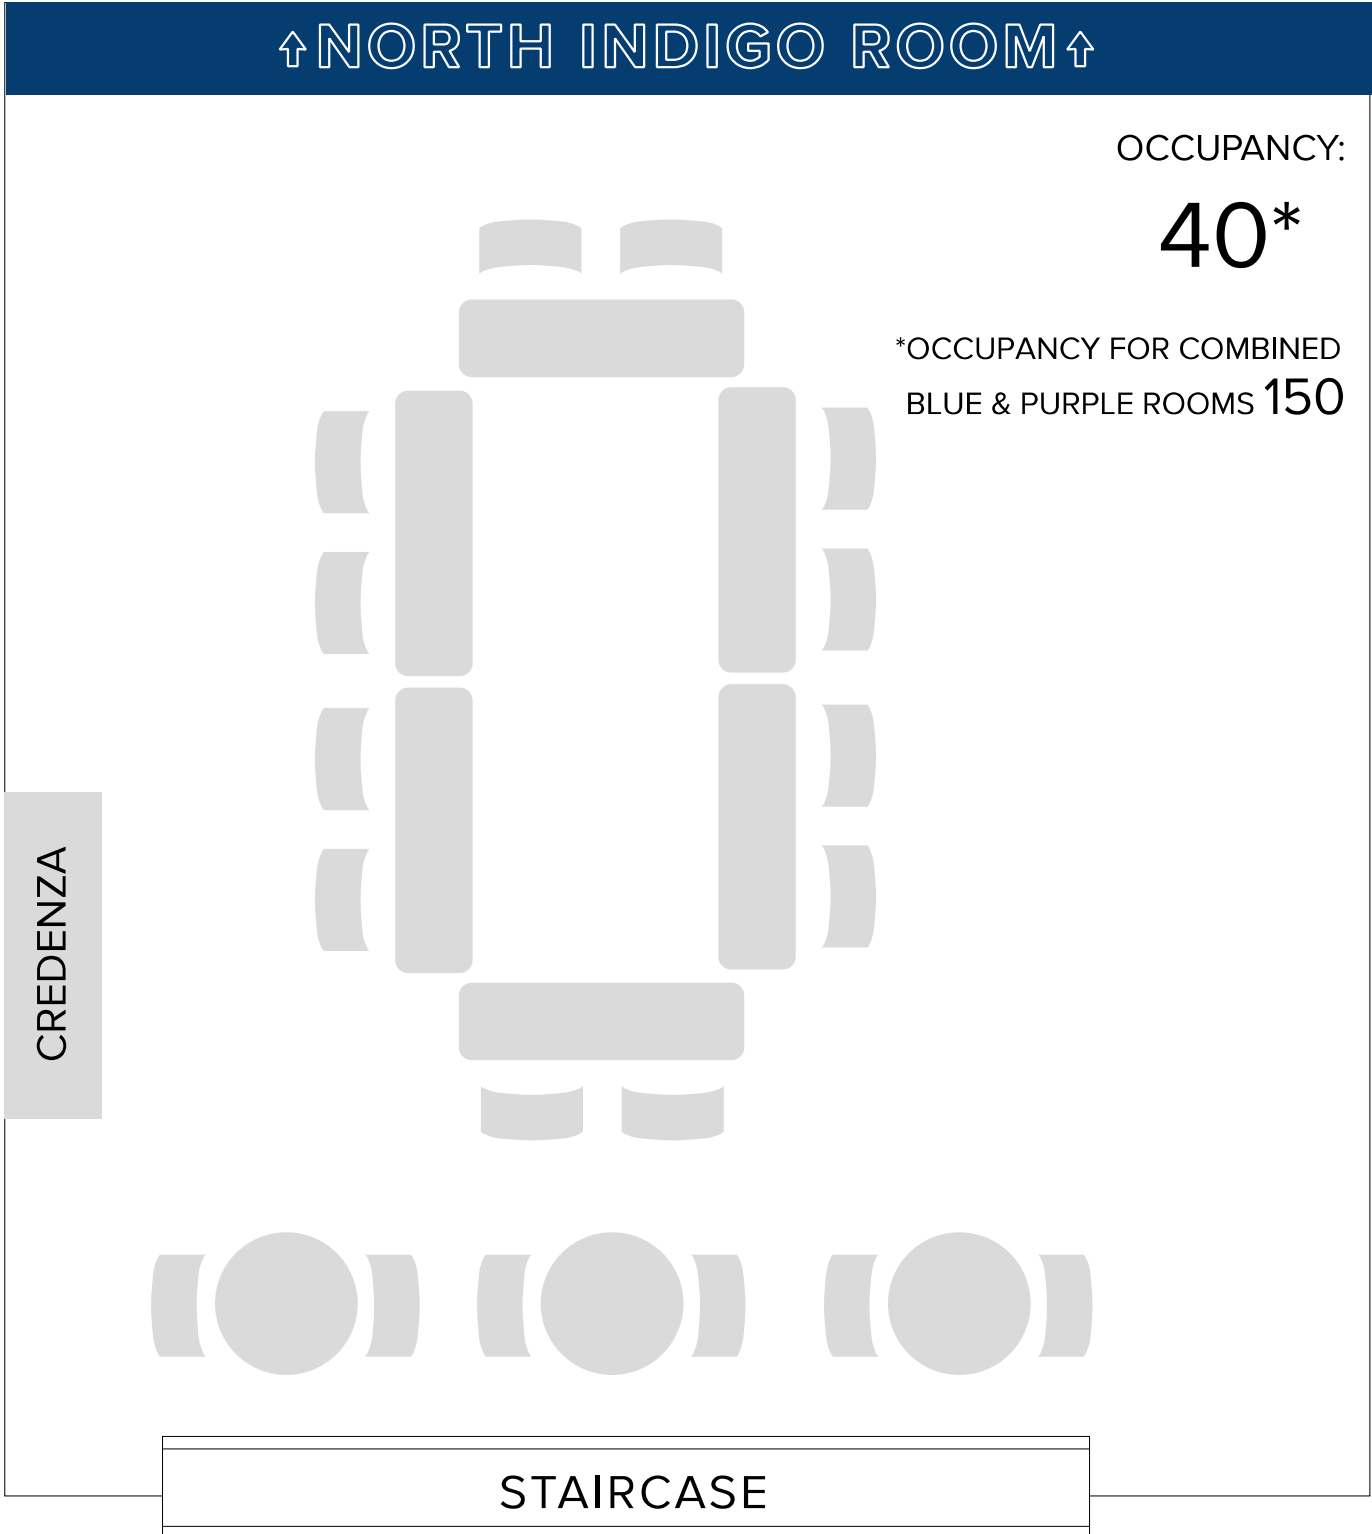 ↑NORTH INDIGO ROOM↑
OCCUPANCY:
40*
*OCCUPANCY FOR COMBINED
BLUE & PURPLE ROOMS 150
CREDENZA
STAIRCASE